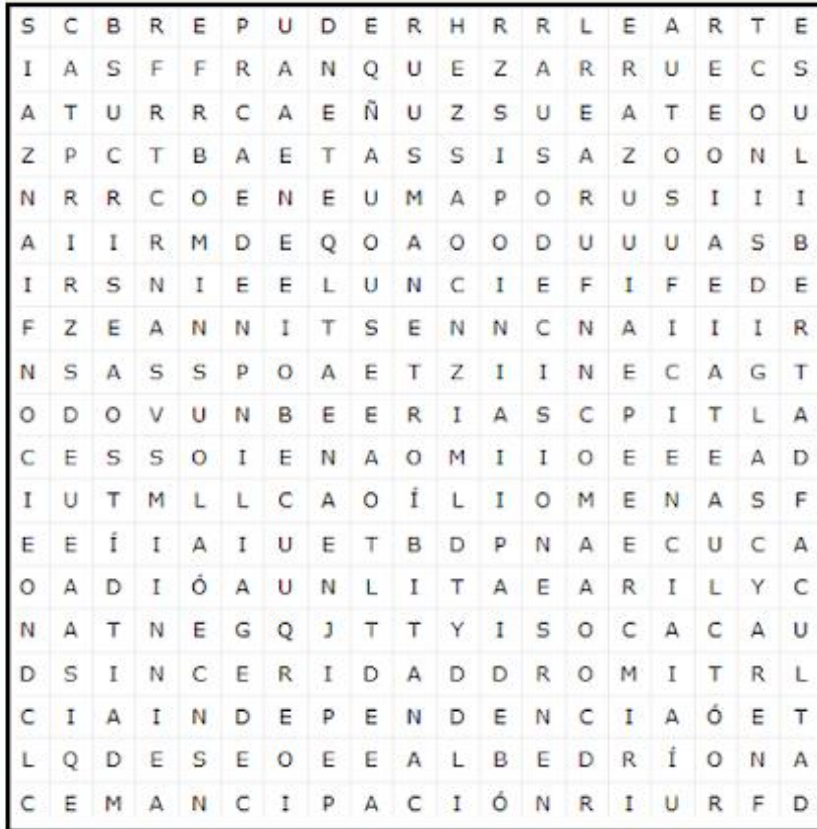 S C B R E P U D E R H R R L E A R T E
I A S F F R A N Q U E Z A R R U E C S
A T U R R C A E Ñ U Z S U E A T E O U
Z P C T B A E T A S S I S A Z O O N L
N R R C O E N E U M A P O R U S I I I
A I I R M D E Q O A O O D U U U A S B
I R S N I E E L U N C I E F I F E D E
F Z E A N N I T S E N N C N A I I I R
N S A S S P O A E T Z I I N E C A G T
O D O V U N B E E R I A S C P I T L A
C E S S O I E N A O M I I O E E E A D
I U T M L L C A O Í L I O M E N A S F
E E Í I A I U E T B D P N A E C U C A
O A D I Ó A U N L I T A E A R I L Y C
N A T N E G Q J T T Y I S O C A C A U
D S I N C E R I D A D D R O M I T R L
C I A I N D E P E N D E N C I A Ó E T
L Q D E S E O E E A L B E D R Í O N A
C E M A N C I P A C I Ó N R I U R F D